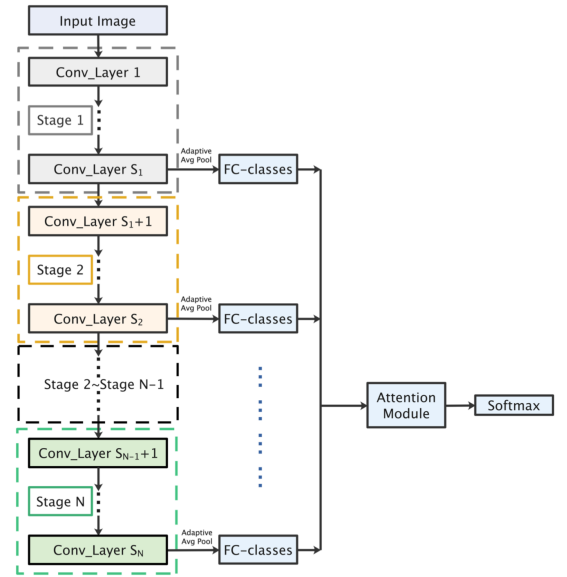 Input Image
Conv_Layer 1
Stage 1
Conv_Layer S1
Adaptive
Avg Pool
FC-classes
Conv_Layer S1+1
Stage 2
Conv_Layer S2
Adaptive
Avg Pool
FC-classes
Stage 2~Stage N-1
Attention
Module
Softmax
Conv_Layer SN-1+1
Stage N
Conv_Layer SN
Adaptive
Avg Pool
FC-classes